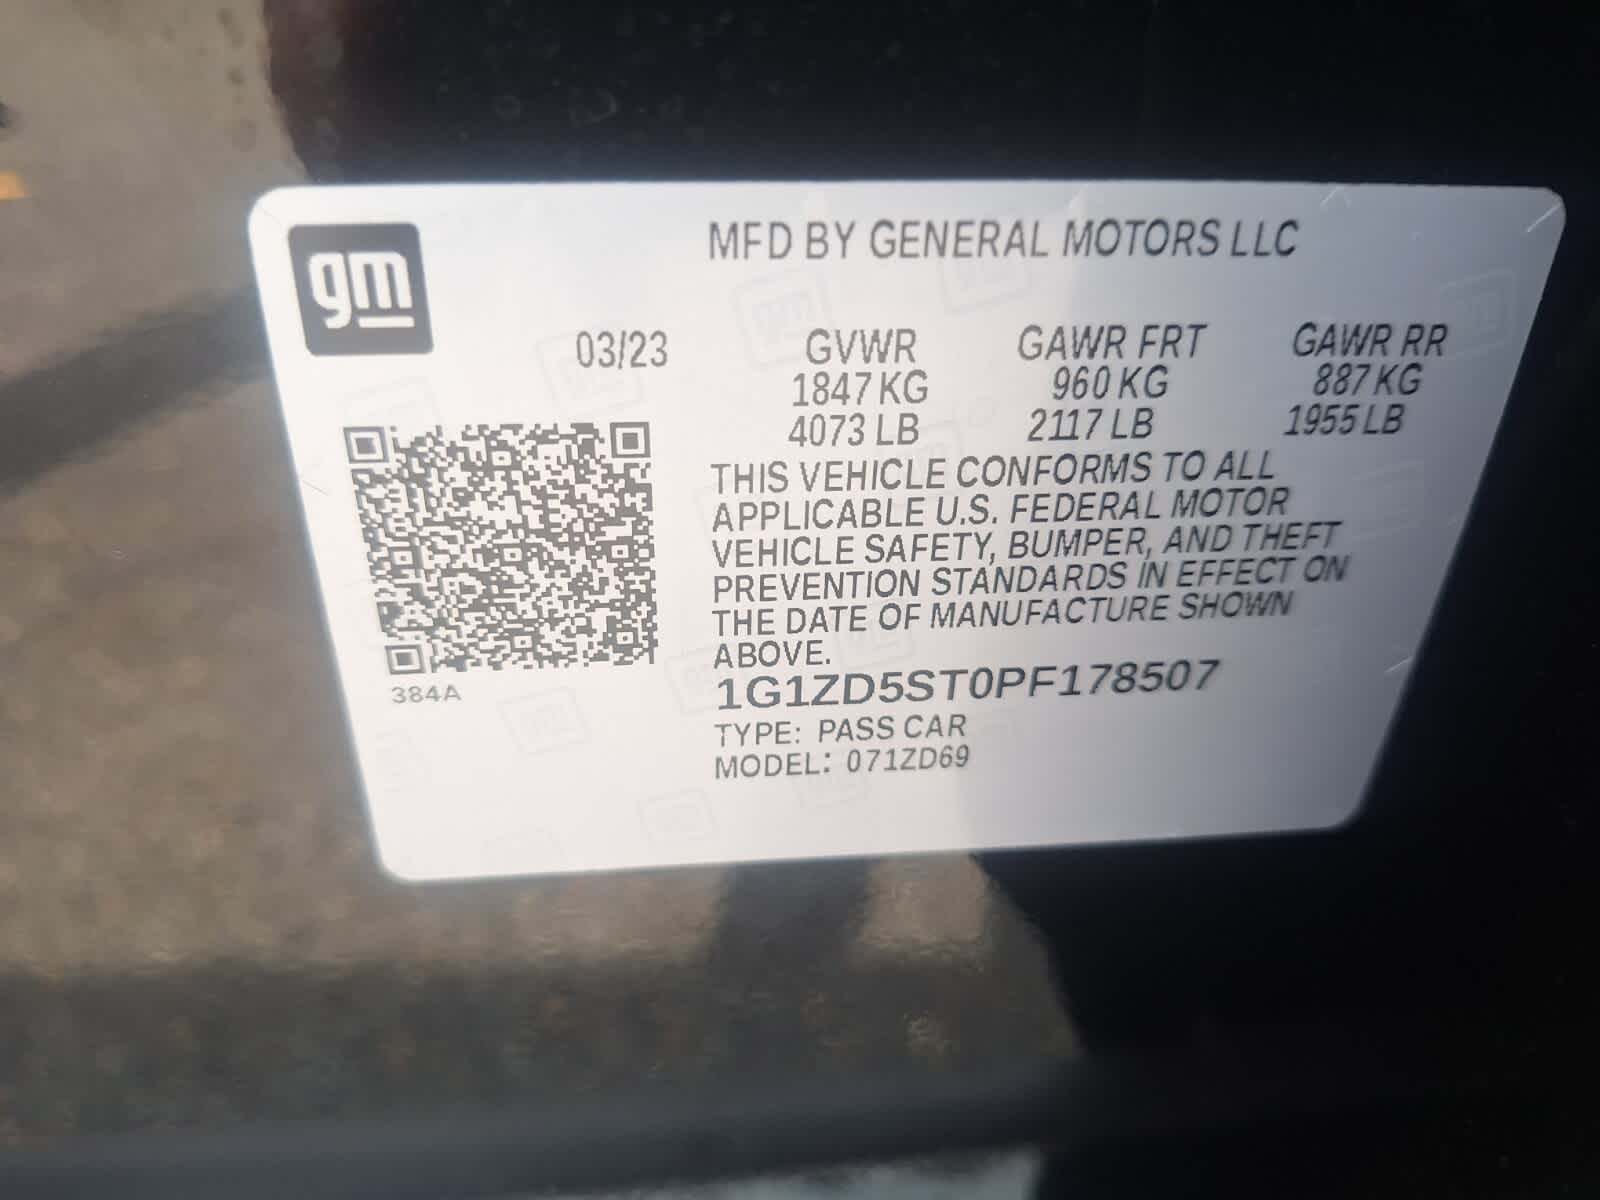 gm
MFD BY GENERAL MOTORS LLC
03/23 GVWR GAWR FRT GAWR RR
1847 KG 960 KG 887 KG
4073 LB 2117 LB 1955 LB
THIS VEHICLE CONFORMS TO ALL
APPLICABLE U.S. FEDERAL MOTOR
VEHICLE SAFETY, BUMPER, AND THEFT
PREVENTION STANDARDS IN EFFECT ON
THE DATE OF MANUFACTURE SHOWN
ABOVE.
384A
1G1ZD5ST0PF178507
TYPE: PASS CAR
MODEL: 071ZD69